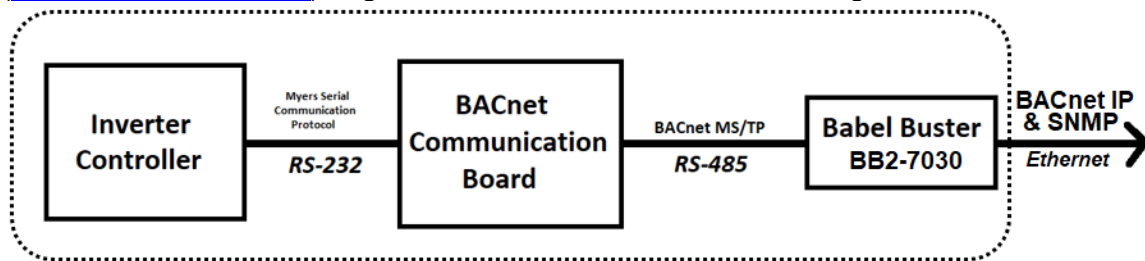 Inverter
Controller
Myers Serial
Communication
Protocol
RS-232
BACnet
Communication
Board
BACnet MS/TP
RS-485
Babel Buster
BB2-7030
BACnet IP
& SNMP
Ethernet